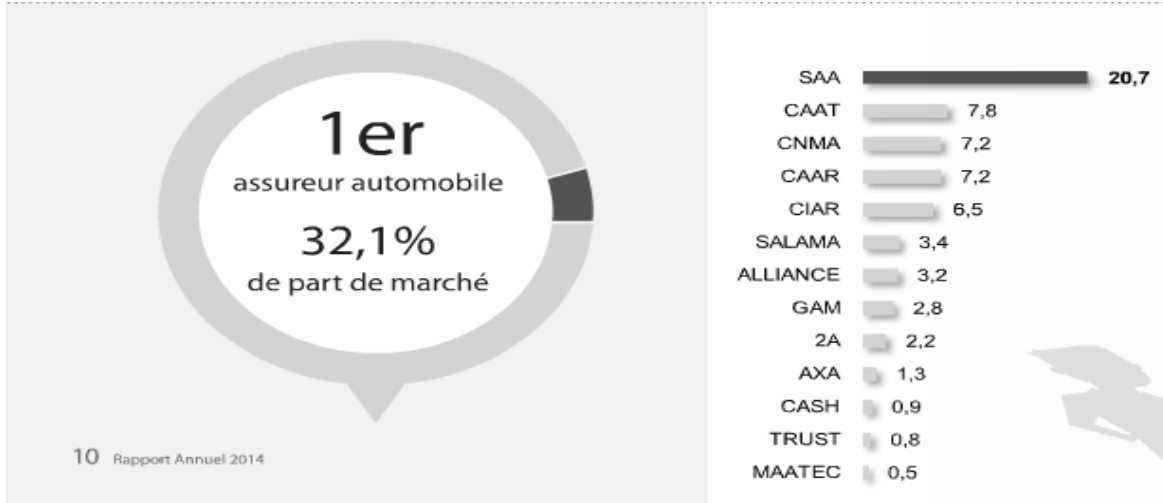 1er
assureur automobile
32,1%
de part de marché
10 Rapport Annuel 2014
SAA 20,7
CAAT 7,8
CNMA 7,2
CAAR 7,2
CIAR 6,5
SALAMA 3,4
ALLIANCE 3,2
GAM 2,8
2A 2,2
AXA 1,3
CASH 0,9
TRUST 0,8
MAATEC 0,5